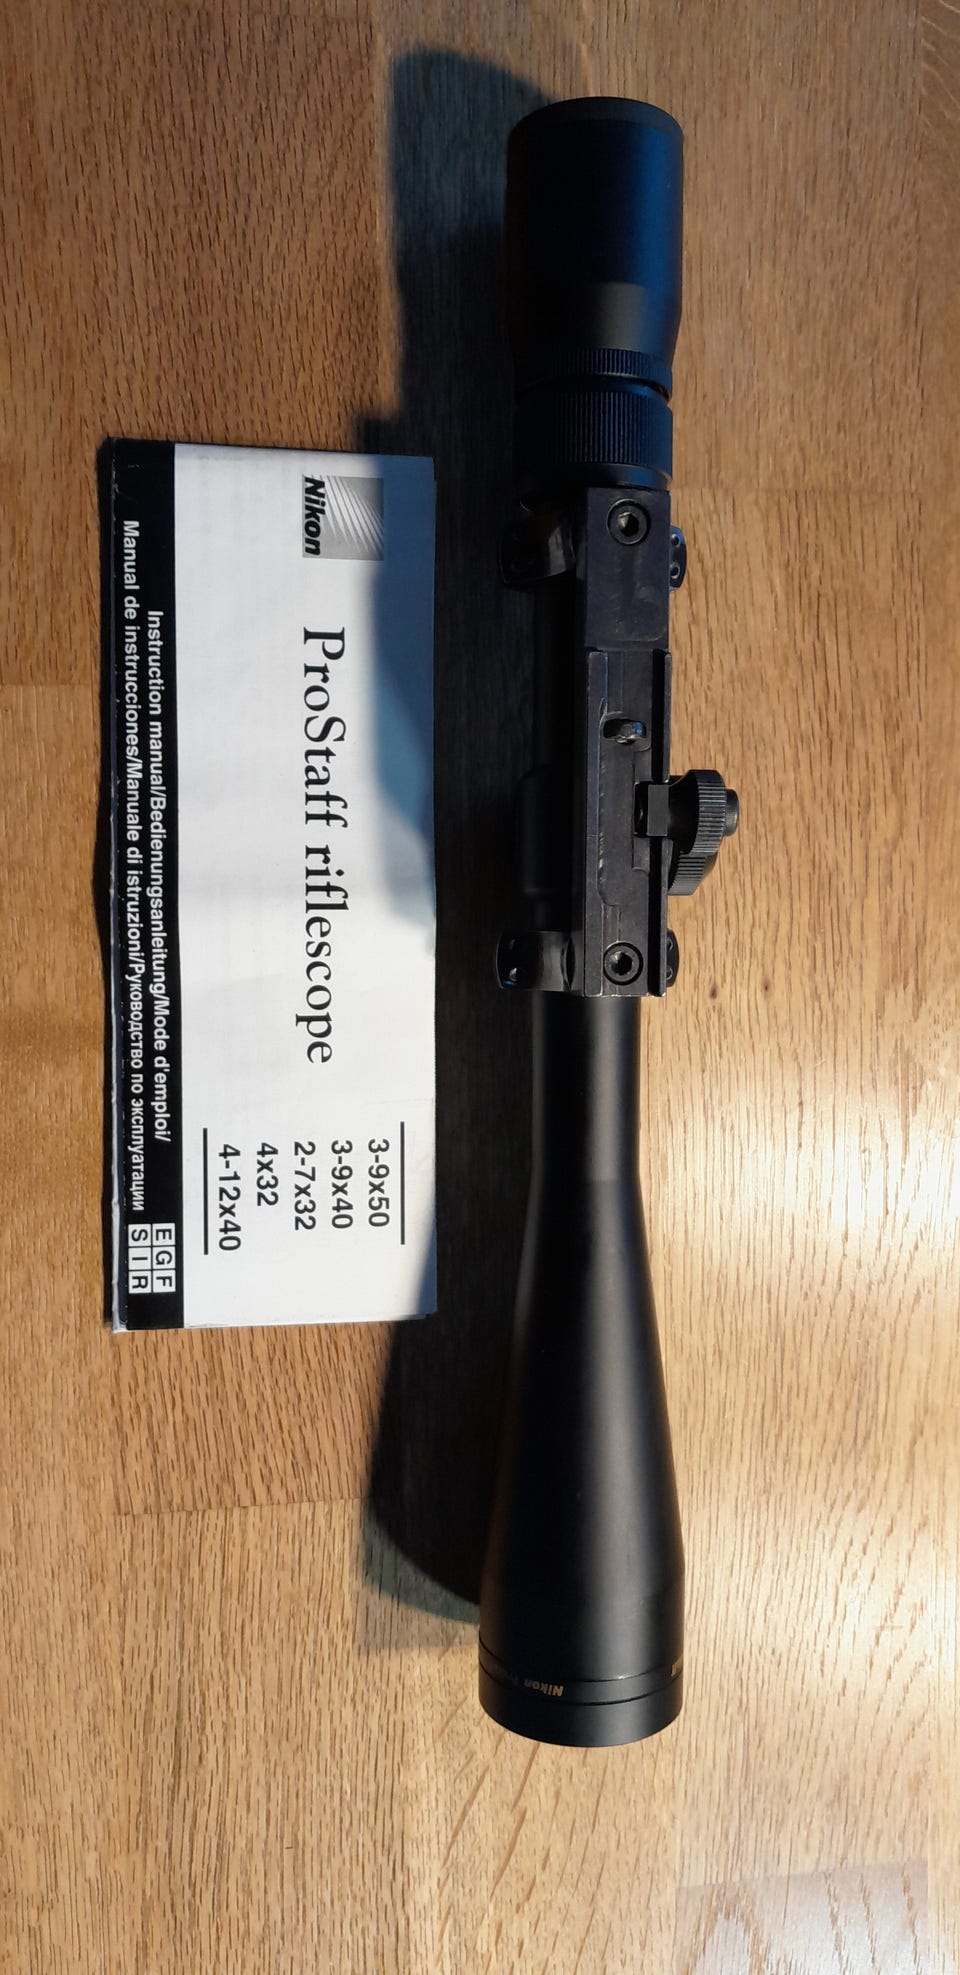 Nikon
ProStaff riflescope
3-9x50
3-9x40
2-7x32
4x32
4-12x40
Instruction manual/Bedienungsanleitung/Mode d'emploi/
Manual de instrucciones/Manuale di istruzioni/Руководство по эксплуатации
E G F
S I R
Nikon